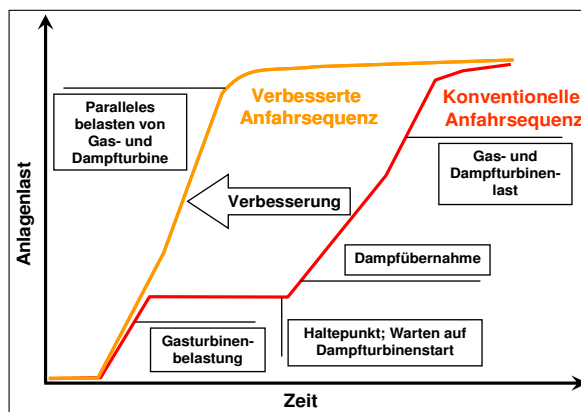 Anlagenlast
Paralleles
belasten von
Gas- und
Dampfturbine
Verbesserte
Anfahrsequenz
Konventionelle
Anfahrsequenz
Gas- und
Dampfturbinen-
last
Verbesserung
Dampfübernahme
Gasturbinen-
belastung
Haltepunkt; Warten auf
Dampfturbinenstart
Zeit